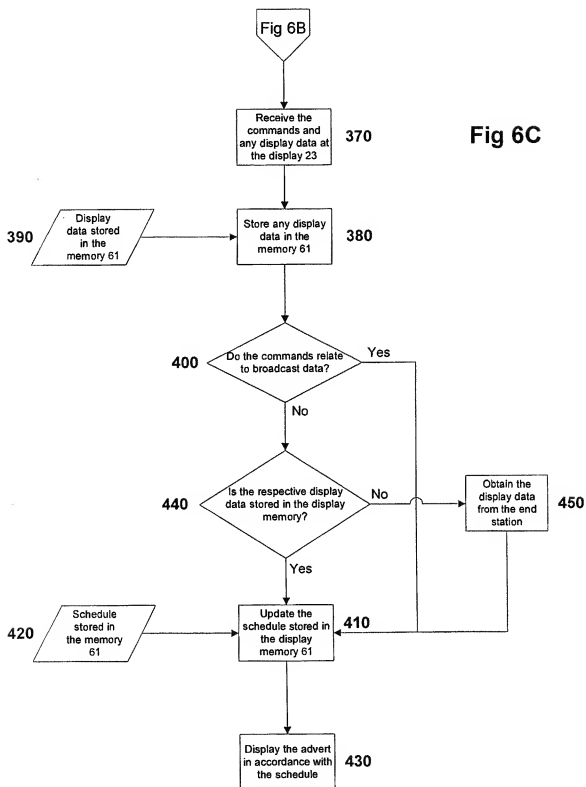 Fig 6B
Receive the
commands and
any display data at
the display 23
370
Fig 6C
390
Display
data stored
in the
memory 61
Store any display
data in the
memory 61
380
400
Do the commands relate
to broadcast data?
Yes
No
440
Is the respective display
data stored in the display
memory?
No
Obtain the
display data
from the end
station
450
Yes
420
Schedule
stored in
the memory
61
Update the
schedule stored in
the display
memory 61
410
Display the advert
in accordance with
the schedule
430